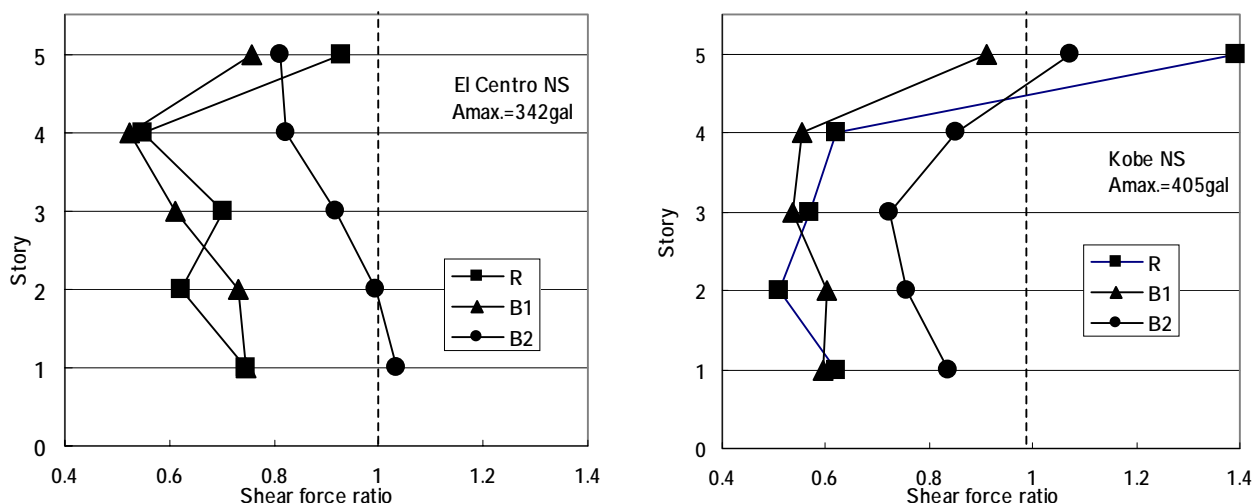 5
4
3
2
1
0
Story
El Centro NS
Amax.=342gal
R
B1
B2
0.4 0.6 0.8 1 1.2 1.4
Shear force ratio
5
4
3
2
1
0
Story
Kobe NS
Amax.=405gal
R
B1
B2
0.4 0.6 0.8 1 1.2 1.4
Shear force ratio